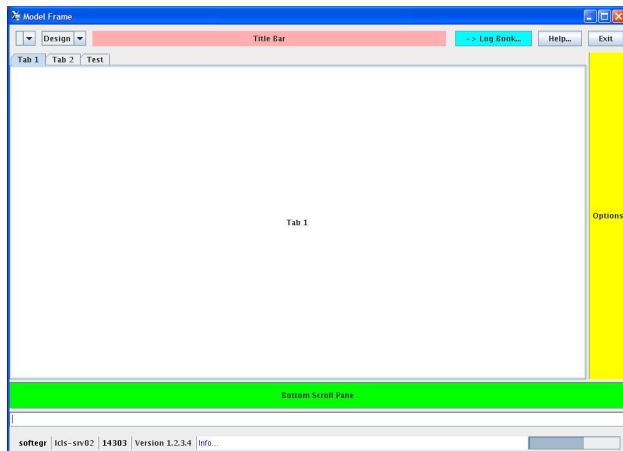 Model Frame
Design Title Bar -> Log Book... Help... Exit
Tab 1 Tab 2 Test
Tab 1
Options
Bottom Scroll Pane
softegr lcls-srv02 14303 Version 1.2.3.4 Info...